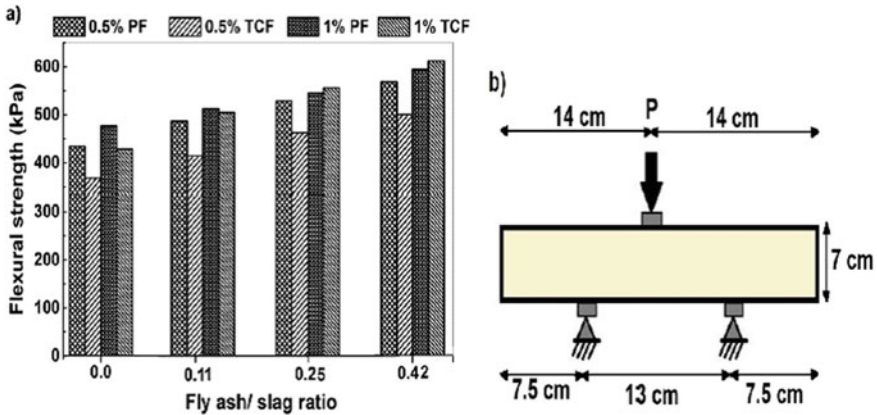 a)
0.5% PF
0.5% TCF
1% PF
1% TCF
Flexural strength (kPa)
600
500
400
300
200
100
0
0.0
0.11
0.25
0.42
Fly ash/ slag ratio
b)
P
14 cm
14 cm
7 cm
7.5 cm
13 cm
7.5 cm